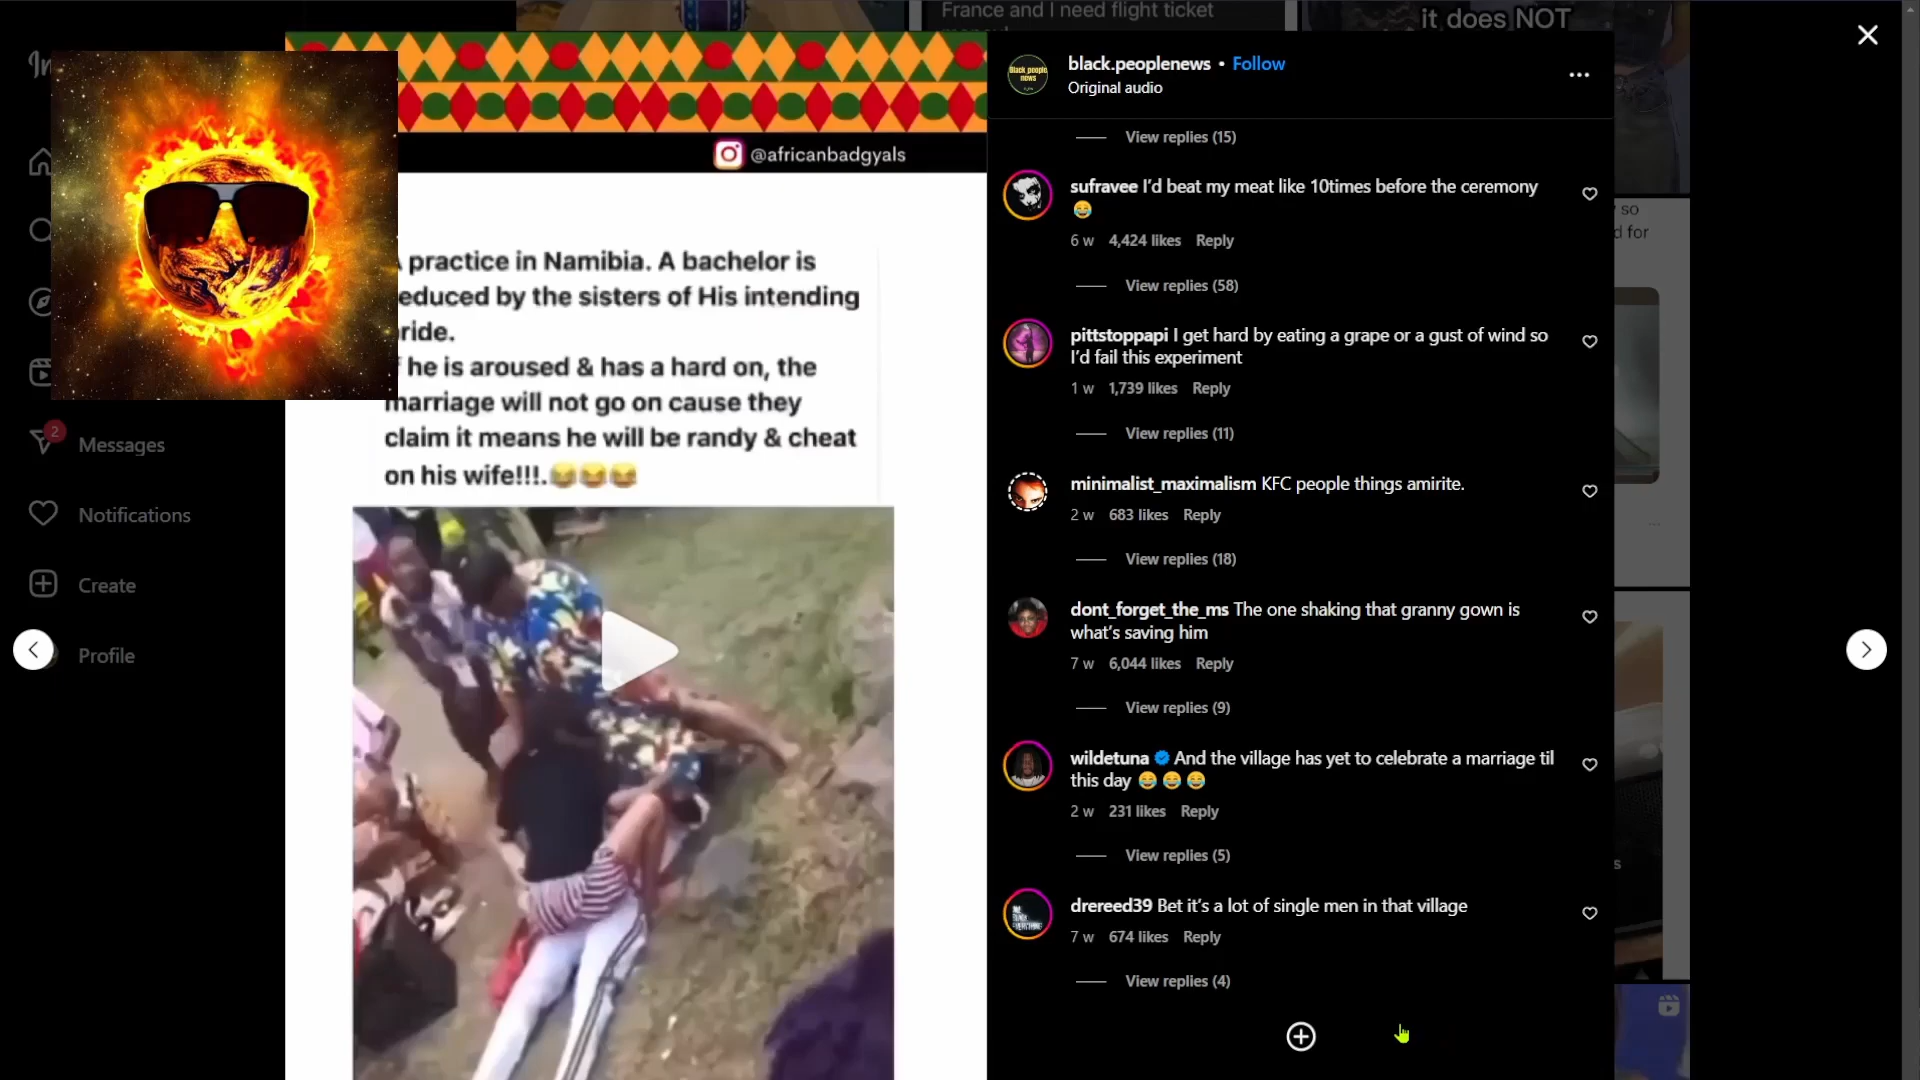 France and I need flight ticket
it does NOT
@africanbadgyals
practice in Namibia. A bachelor is
educed by the sisters of His intending
ride.
he is aroused & has a hard on, the
marriage will not go on cause they
claim it means he will be randy & cheat
on his wife!!!.😆😆😆
2
Messages
Notifications
Create
Profile
black.peoplenews • Follow
Original audio
View replies (15)
sufravee I’d beat my meat like 10times before the ceremony
😂
6 w 4,424 likes Reply
View replies (58)
pittstoppapi I get hard by eating a grape or a gust of wind so
I’d fail this experiment
1 w 1,739 likes Reply
View replies (11)
minimalist_maximalism KFC people things amirite.
2 w 683 likes Reply
View replies (18)
dont_forget_the_ms The one shaking that granny gown is
what’s saving him
7 w 6,044 likes Reply
View replies (9)
wildetuna And the village has yet to celebrate a marriage til
this day 😂 😂 😂
2 w 231 likes Reply
View replies (5)
drereed39 Bet it’s a lot of single men in that village
7 w 674 likes Reply
View replies (4)
so
d for